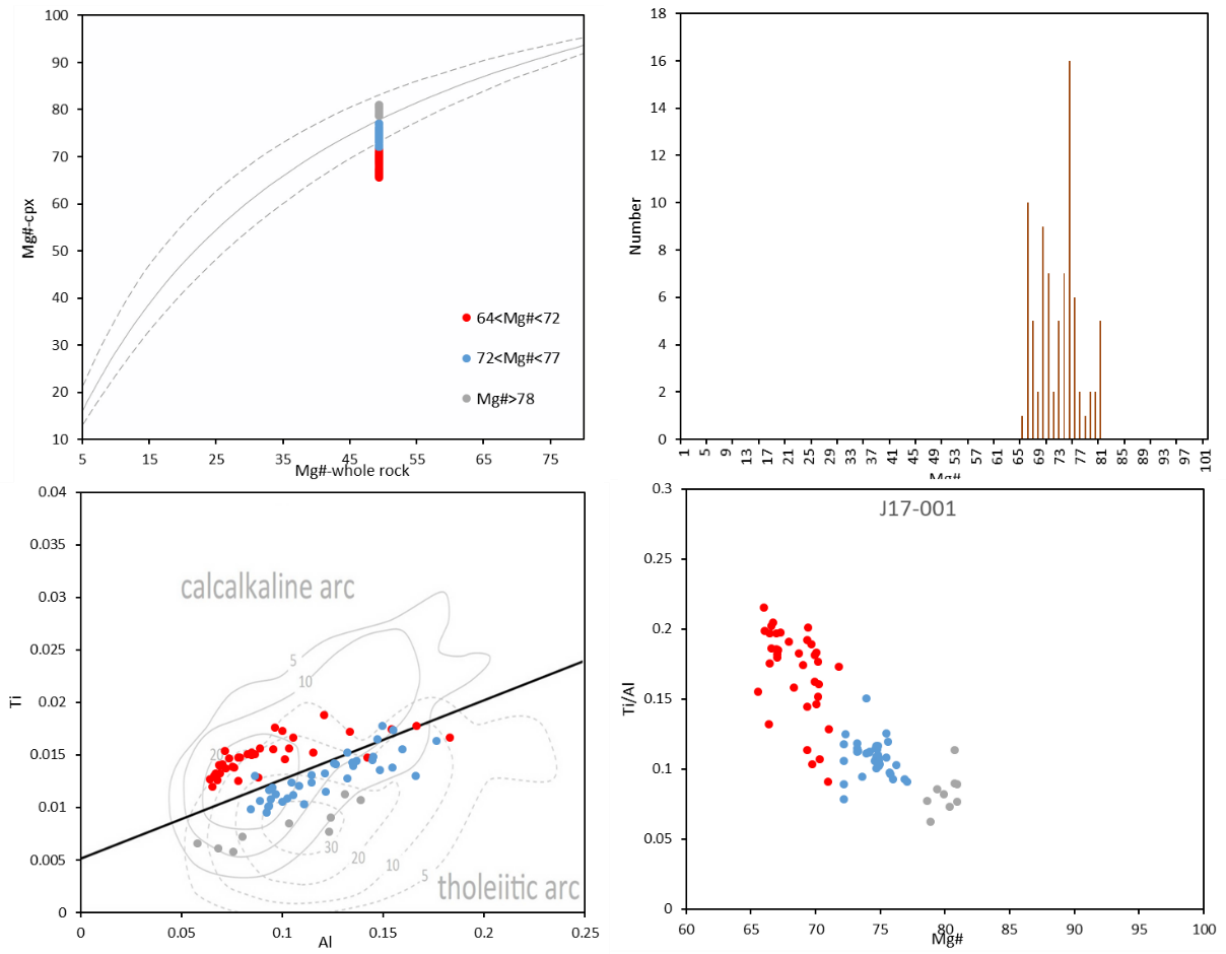 100
90
80
70
60
50
40
30
20
10
Mg#-cpx
64<Mg#<72
72<Mg#<77
Mg#>78
5 15 25 35 45 55 65 75
Mg#-whole rock
18
16
14
12
10
8
6
4
2
0
Number
1 5 9 13 17 21 25 29 33 37 41 45 49 53 57 61 65 69 73 77 81 85 89 93 97 101
Mg#
0.04
0.035
0.03
0.025
0.02
0.015
0.01
0.005
0
Ti
calcalkaline arc
5
10
20
30
20
10
5
tholeiitic arc
0 0.05 0.1 0.15 0.2 0.25
Al
J17-001
0.3
0.25
0.2
0.15
0.1
0.05
0
Ti/Al
60 65 70 75 80 85 90 95 100
Mg#